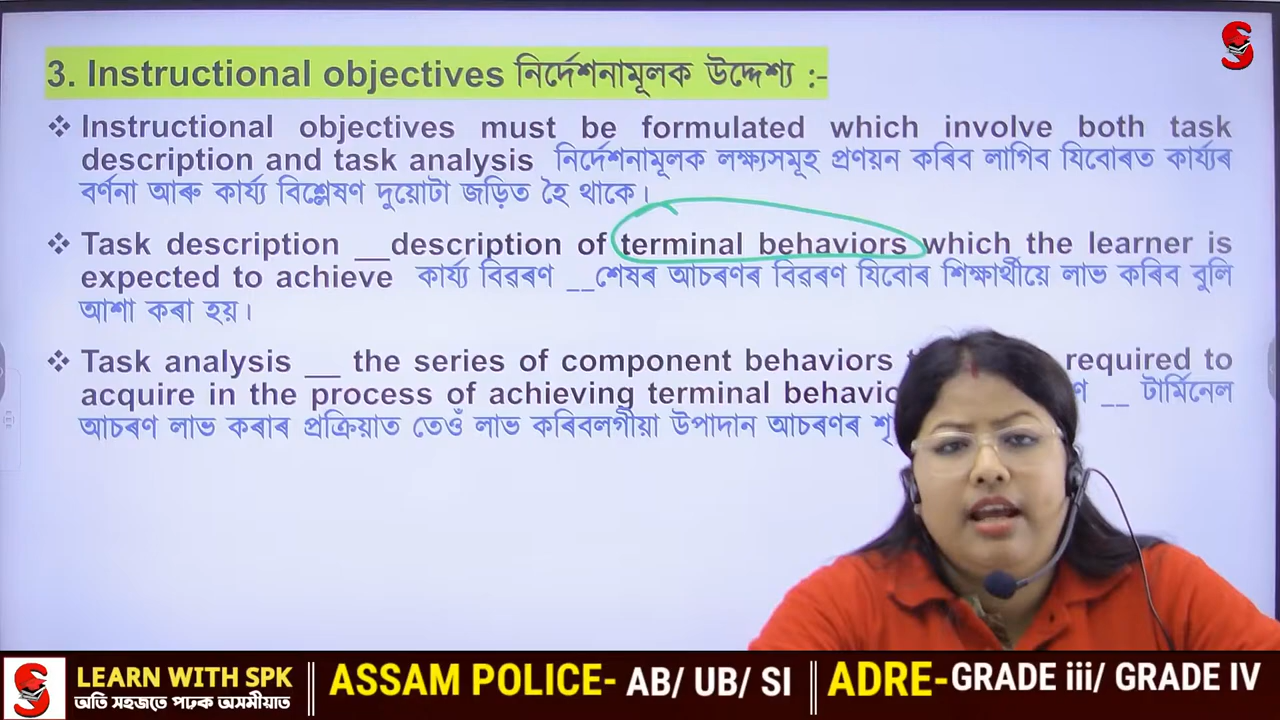 3. Instructional objectives নিৰ্দেশনামূলক উদ্দেশ্য :-
❖ Instructional objectives must be formulated which involve both task
description and task analysis নিৰ্দেশনামূলক লক্ষ্যসমূহ প্ৰণয়ন কৰিব লাগিব যিবোৰত কাৰ্য্যৰ
বৰ্ণনা আৰু কাৰ্য্য বিশ্লেষণ দুয়োটা জড়িত হৈ থাকে।
❖ Task description __description of terminal behaviors which the learner is
expected to achieve কাৰ্য্য বিৱৰণ __শেষৰ আচৰণৰ বিৱৰণ যিবোৰ শিক্ষাৰ্থীয়ে লাভ কৰিব বুলি
আশা কৰা হয়।
❖ Task analysis __ the series of component behaviors required to
acquire in the process of achieving terminal behavio __ টাৰ্মিনেল
আচৰণ লাভ কৰাৰ প্ৰক্ৰিয়াত তেওঁ লাভ কৰিবলগীয়া উপাদান আচৰণৰ
LEARN WITH SPK
অতি সহজতে পঢ়ক অসমীয়াত
ASSAM POLICE- AB/ UB/ SI
ADRE-GRADE iii/ GRADE IV